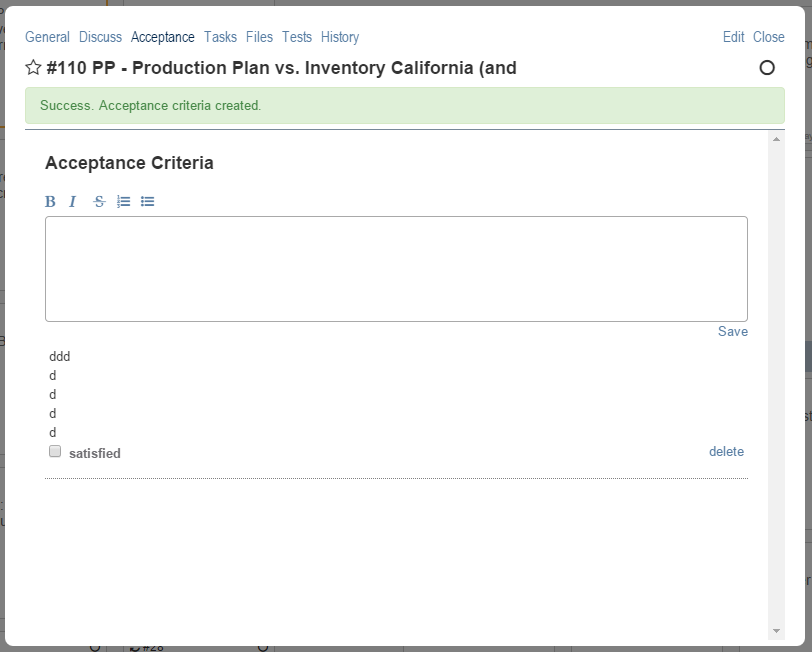 General Discuss Acceptance Tasks Files Tests History Edit Close
#110 PP - Production Plan vs. Inventory California (and
Success. Acceptance criteria created.
Acceptance Criteria
B I S
Save
ddd
d
d
d
d
satisfied delete
#28